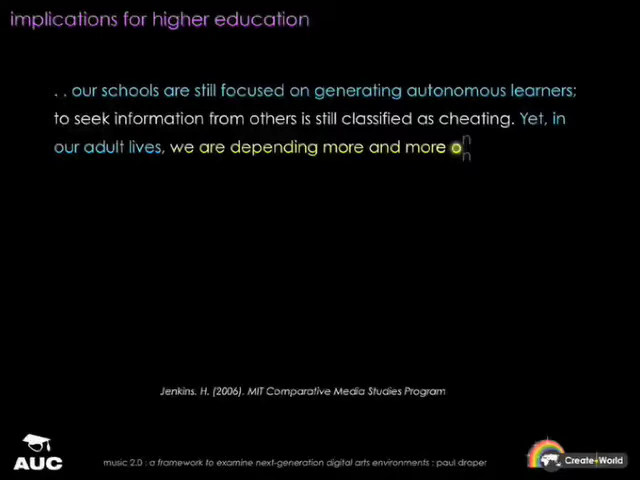 implications for higher education
. . our schools are still focused on generating autonomous learners;
to seek information from others is still classified as cheating. Yet, in
our adult lives, we are depending more and more on
Jenkins, H. (2006). MIT Comparative Media Studies Program
AUC
music 2.0 : a framework to examine next-generation digital arts environments : paul draper
Create+World